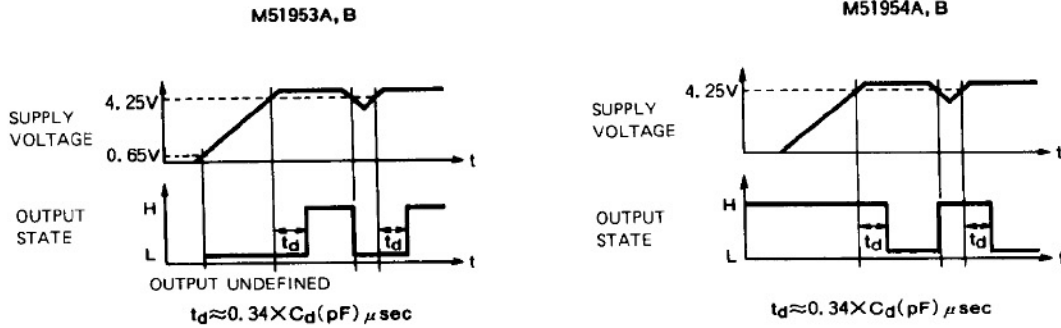 M51953A, B
4.25V
SUPPLY
VOLTAGE
0.65V
t
H
OUTPUT
STATE
td
td
L
t
OUTPUT UNDEFINED
td≈0.34×Cd(pF) μsec
M51954A, B
4.25V
SUPPLY
VOLTAGE
t
H
OUTPUT
STATE
td
td
L
t
td≈0.34×Cd(pF) μsec